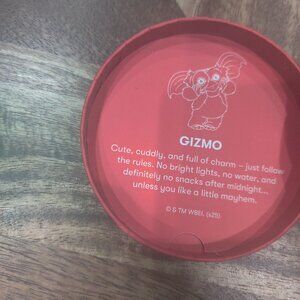 GIZMO
Cute, cuddly, and full of charm – just follow
the rules. No bright lights, no water, and
definitely no snacks after midnight...
unless you like a little mayhem.
© & TM WBEI. (s25)